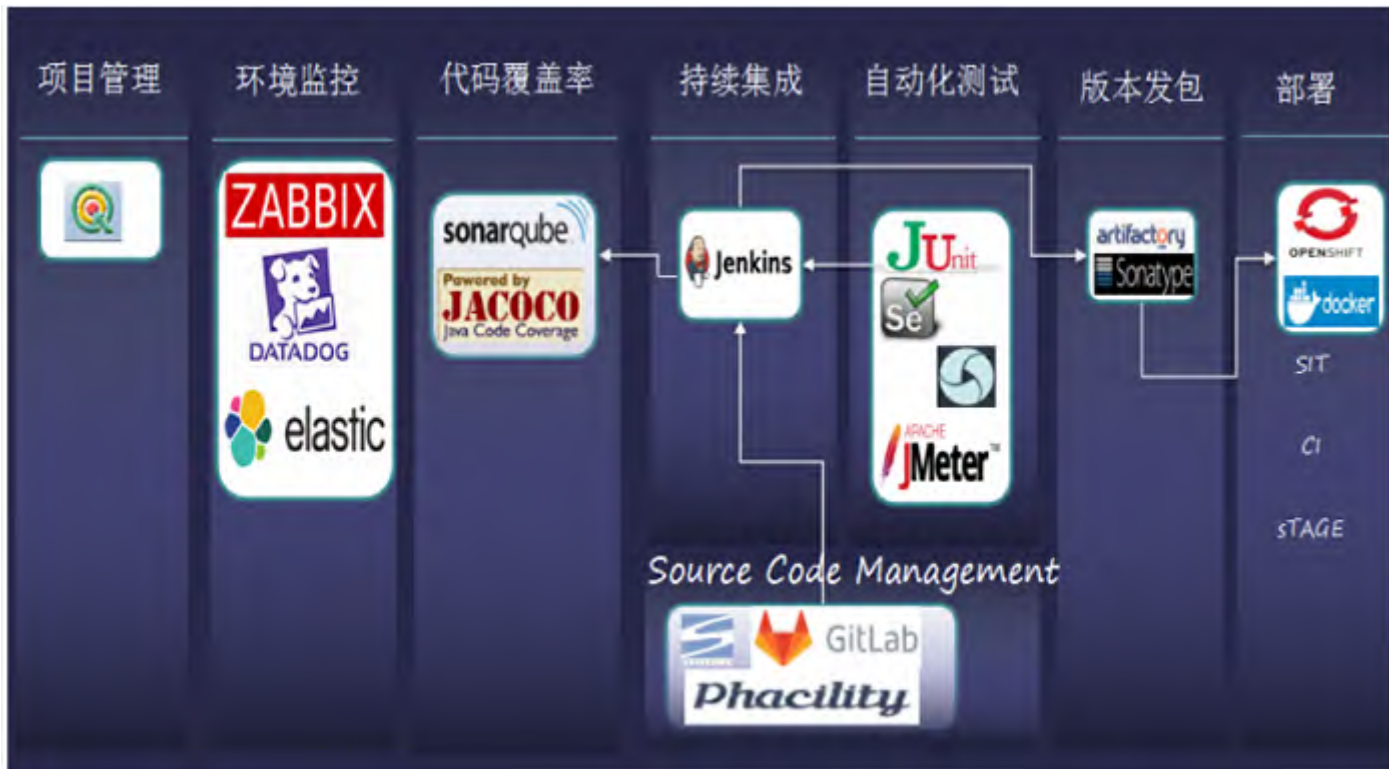 项目管理
环境监控
代码覆盖率
持续集成
自动化测试
版本发包
部署
ZABBIX
DATADOG
elastic
sonarqube
Powered by
JACOCO
Java Code Coverage
Jenkins
JUnit
Se
APACHE
JMeter™
artifactory
Sonatype
OPENSHIFT
docker
SIT
CI
sTAGE
Source Code Management
GitLab
Phacility